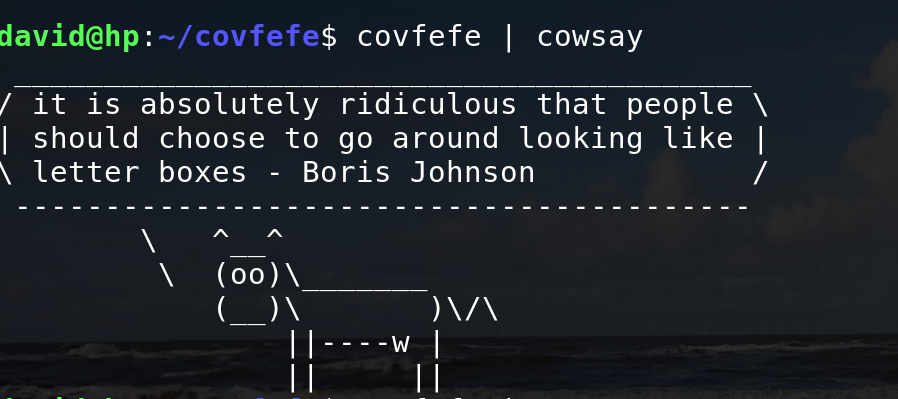 david@hp:~/covfefe$ covfefe | cowsay
 _________________________________________
/ it is absolutely ridiculous that people \
| should choose to go around looking like |
\ letter boxes - Boris Johnson            /
 -----------------------------------------
        \   ^__^
         \  (oo)\_______
            (__)\       )\/\
                ||----w |
                ||     ||